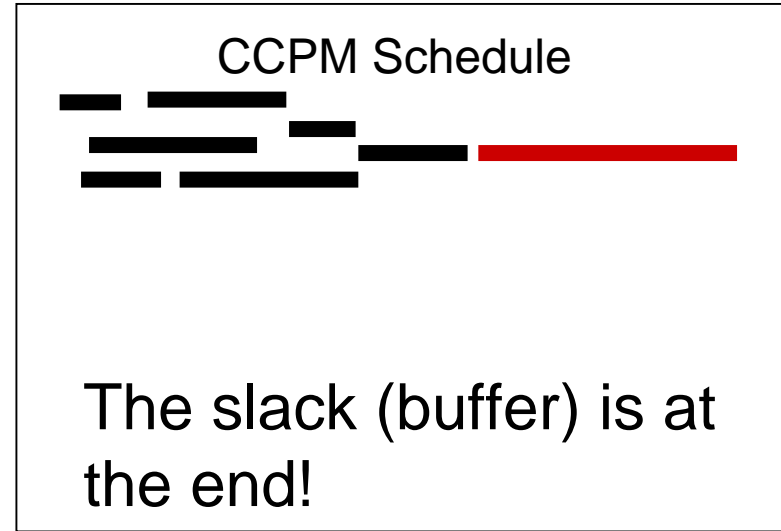 CCPM Schedule
The slack (buffer) is at
the end!